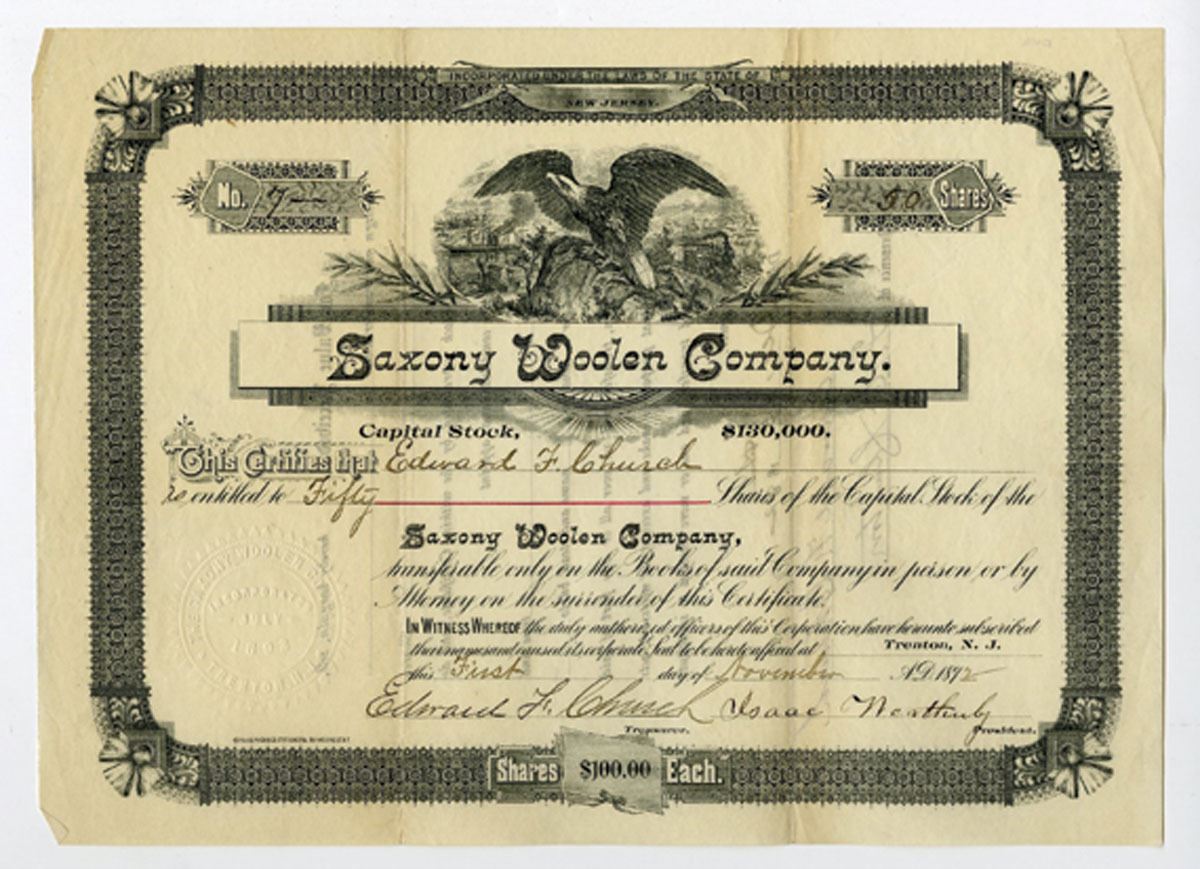 INCORPORATED UNDER THE LAWS OF THE STATE OF
NEW JERSEY.
No. 7
50 Shares
Saxony Woolen Company.
Capital Stock, $130,000.
This Certifies that Edward F. Church
is entitled to Fifty Shares of the Capital Stock of the
Saxony Woolen Company,
transferable only on the Books of said Company in person or by
Attorney on the surrender of this Certificate.
IN WITNESS WHEREOF the duly authorized officers of this Corporation have hereunto subscribed
their names and caused its corporate Seal to be hereto affixed at Trenton, N. J.
this First day of November A.D. 1892
Edward F. Church Isaac
Treasurer. President.
Shares $100.00 Each.